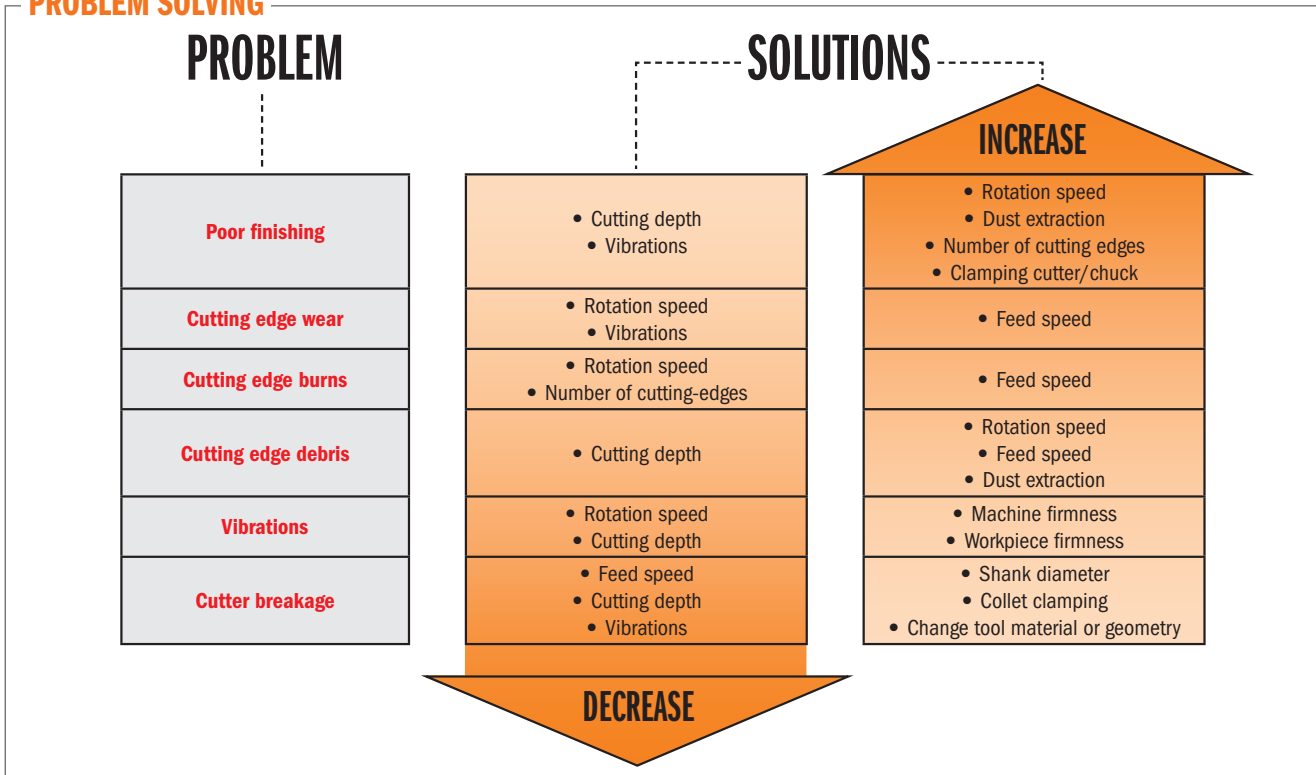 PROBLEM SOLVING
PROBLEM
SOLUTIONS
INCREASE
Poor finishing
• Cutting depth
• Vibrations
• Rotation speed
• Dust extraction
• Number of cutting edges
• Clamping cutter/chuck
Cutting edge wear
• Rotation speed
• Vibrations
• Feed speed
Cutting edge burns
• Rotation speed
• Number of cutting-edges
• Feed speed
Cutting edge debris
• Cutting depth
• Rotation speed
• Feed speed
• Dust extraction
Vibrations
• Rotation speed
• Cutting depth
• Machine firmness
• Workpiece firmness
Cutter breakage
• Feed speed
• Cutting depth
• Vibrations
• Shank diameter
• Collet clamping
• Change tool material or geometry
DECREASE